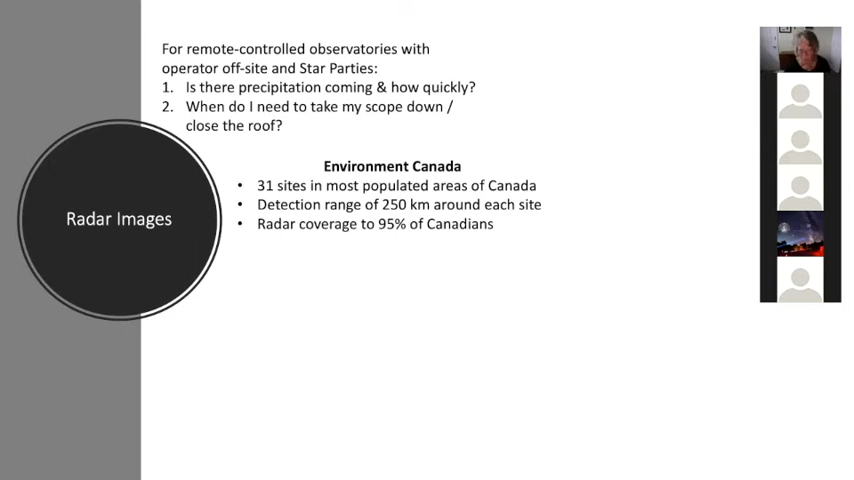 For remote-controlled observatories with
operator off-site and Star Parties:
1. Is there precipitation coming & how quickly?
2. When do I need to take my scope down /
close the roof?
Environment Canada
• 31 sites in most populated areas of Canada
• Detection range of 250 km around each site
• Radar coverage to 95% of Canadians
Radar Images